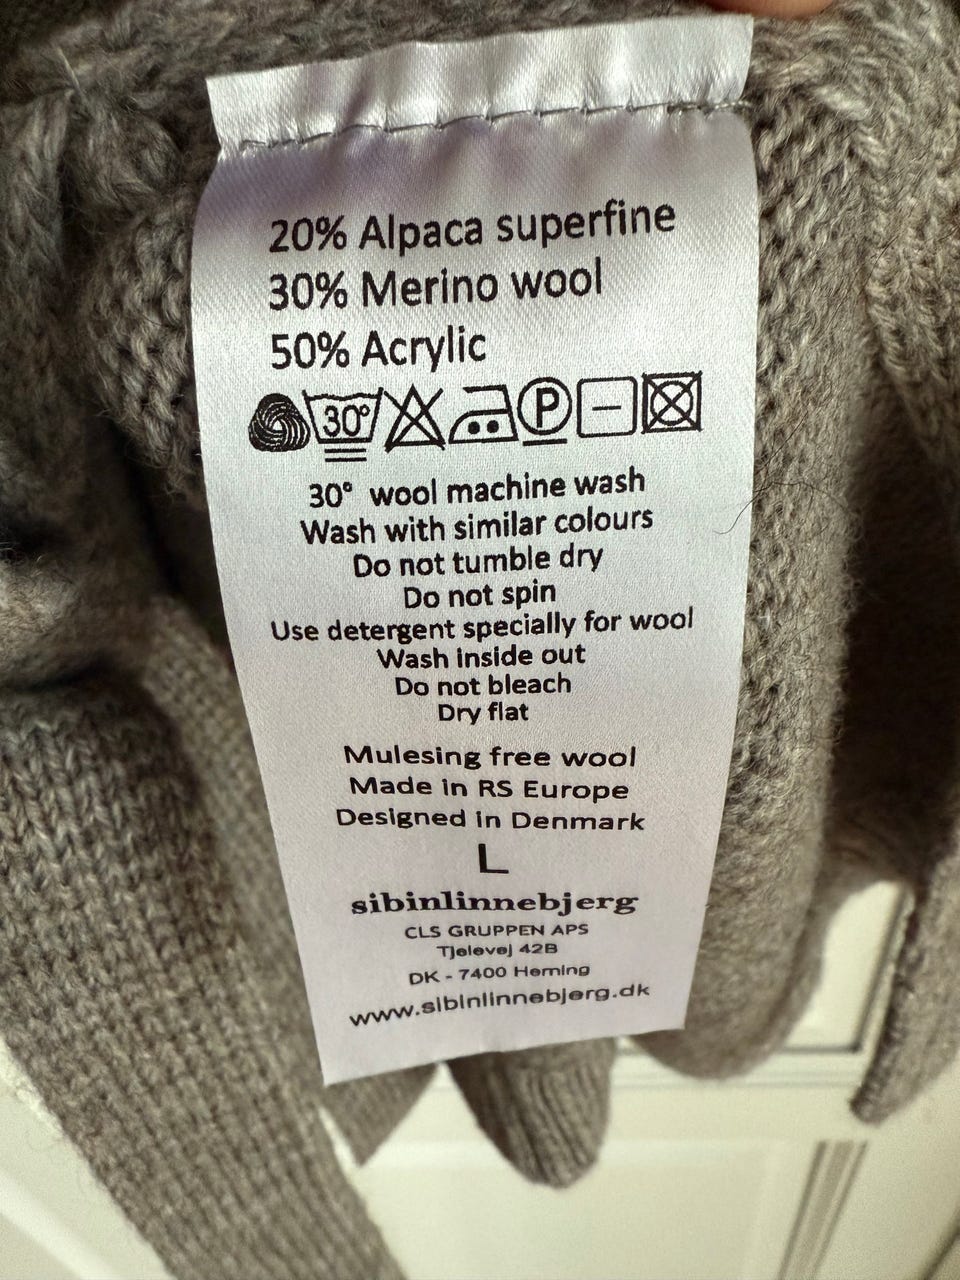 20% Alpaca superfine
30% Merino wool
50% Acrylic
30° P
30° wool machine wash
Wash with similar colours
Do not tumble dry
Do not spin
Use detergent specially for wool
Wash inside out
Do not bleach
Dry flat
Mulesing free wool
Made in RS Europe
Designed in Denmark
L
sibinlinnebjerg
CLS GRUPPEN APS
Tjelevej 42B
DK - 7400 Herning
www.sibinlinnebjerg.dk